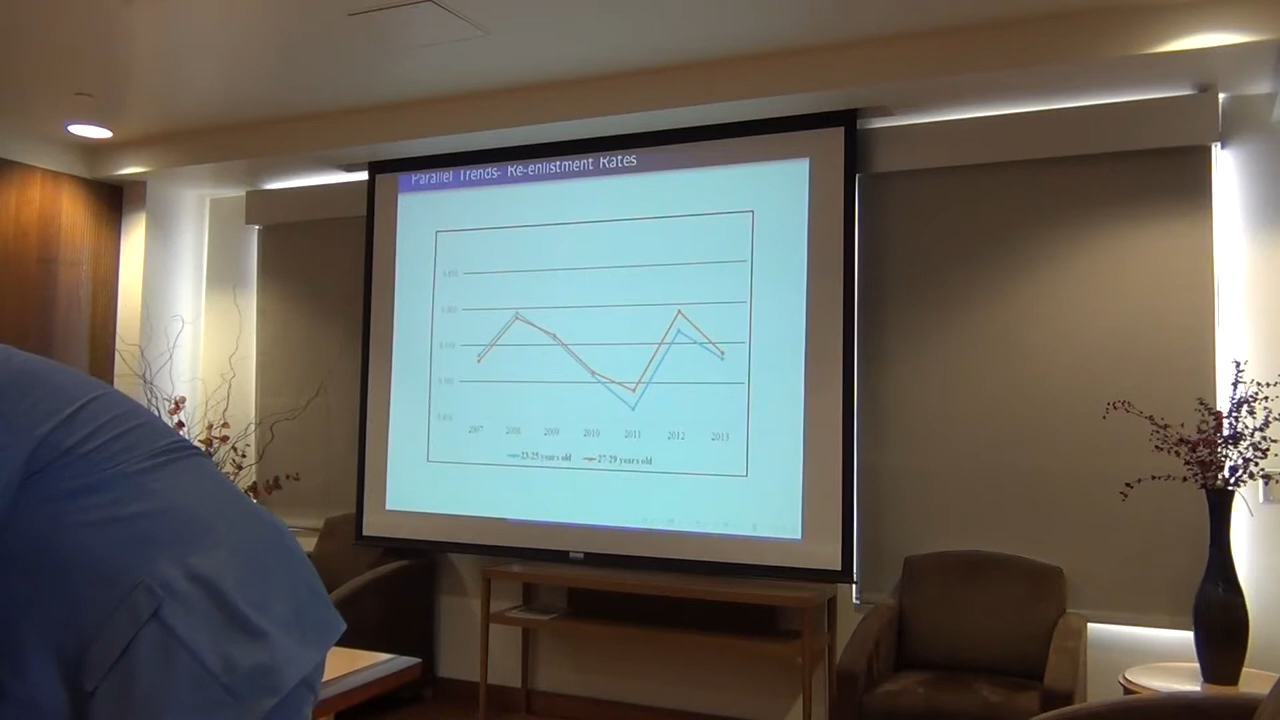 Parallel Trends- Re-enlistment Rates
2007 2008 2009 2010 2011 2012 2013
23-25 years old 27-29 years old